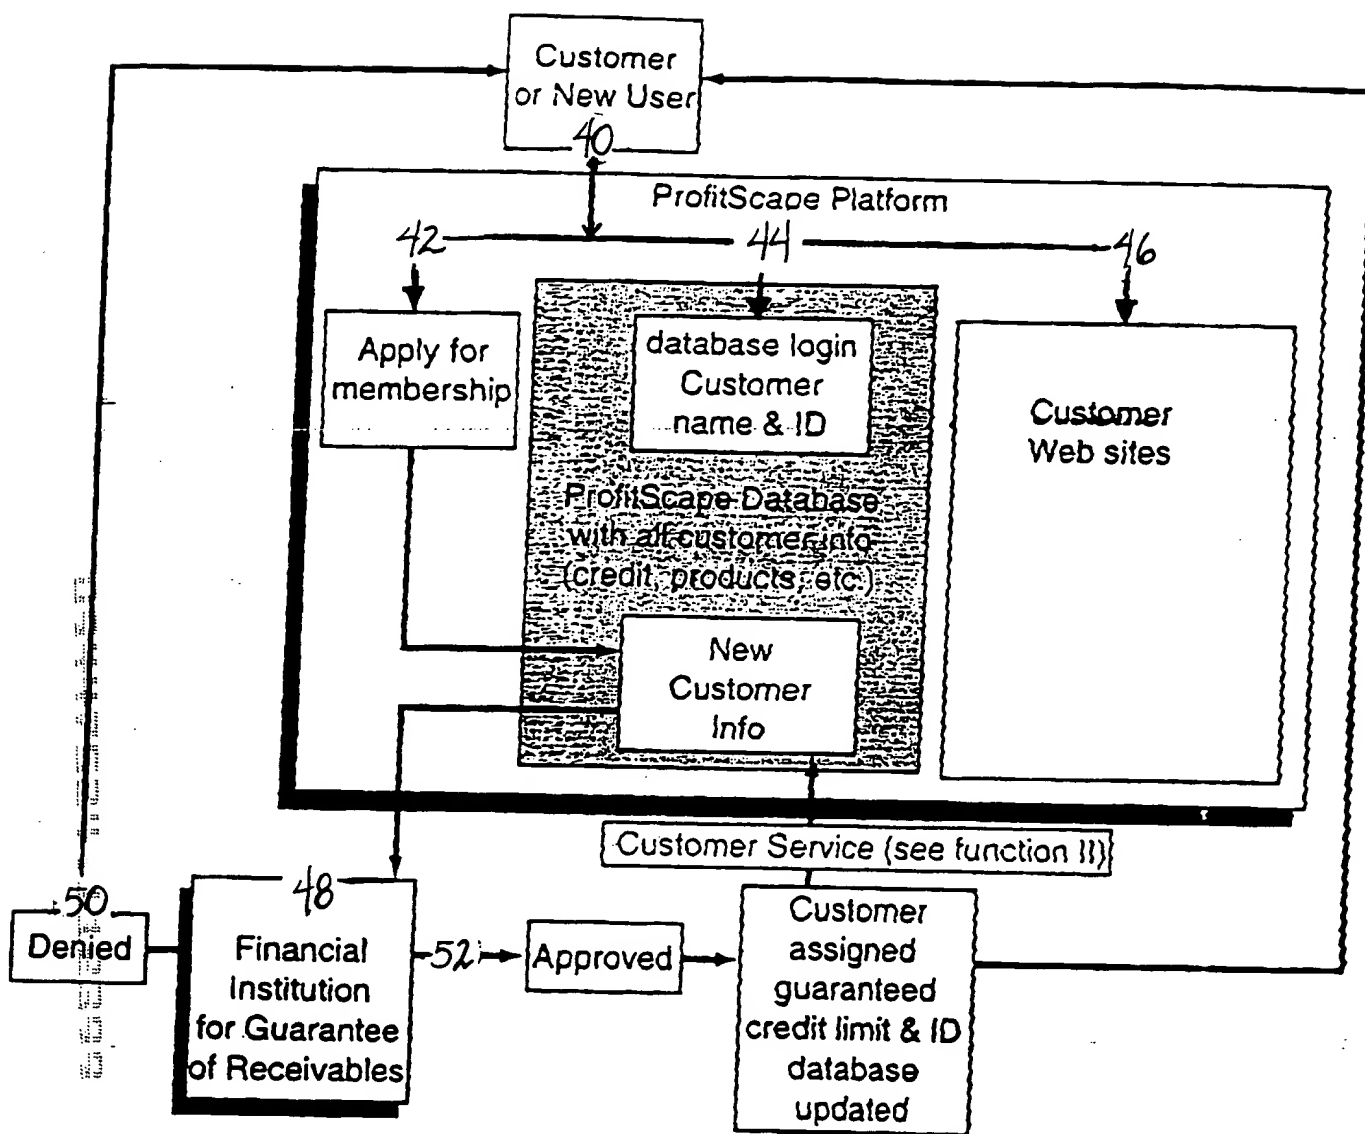 Customer
or New User
40
ProfitScape Platform
42
44
46
Apply for
membership
database login
Customer
name & ID
Customer
Web sites
ProfitScape Database
with all customer info
(credit, products, etc.)
New
Customer
Info
Customer Service (see function II)
50
Denied
48
Financial
Institution
for Guarantee
of Receivables
52
Approved
Customer
assigned
guaranteed
credit limit & ID
database
updated